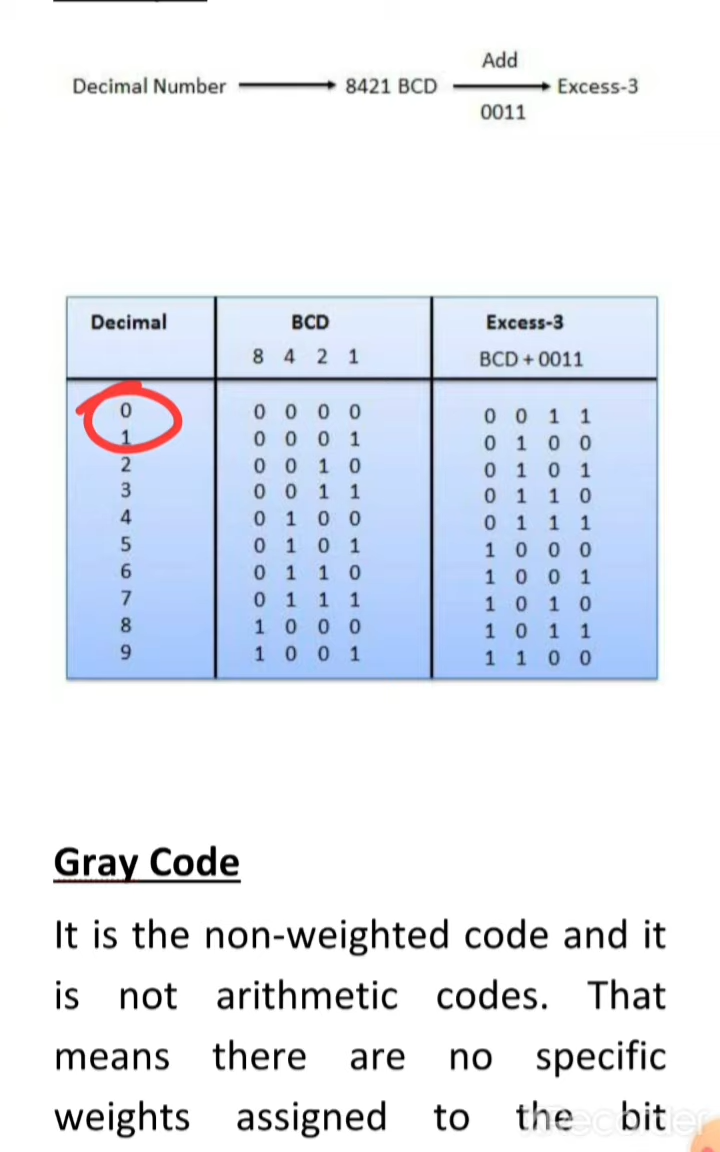 Add
Decimal Number 8421 BCD Excess-3
0011
Decimal BCD Excess-3
8 4 2 1 BCD + 0011
0 0 0 0 0 0 0 1 1
1 0 0 0 1 0 1 0 0
2 0 0 1 0 0 1 0 1
3 0 0 1 1 0 1 1 0
4 0 1 0 0 0 1 1 1
5 0 1 0 1 1 0 0 0
6 0 1 1 0 1 0 0 1
7 0 1 1 1 1 0 1 0
8 1 0 0 0 1 0 1 1
9 1 0 0 1 1 1 0 0
Gray Code
It is the non-weighted code and it
is not arithmetic codes. That
means there are no specific
weights assigned to the bit